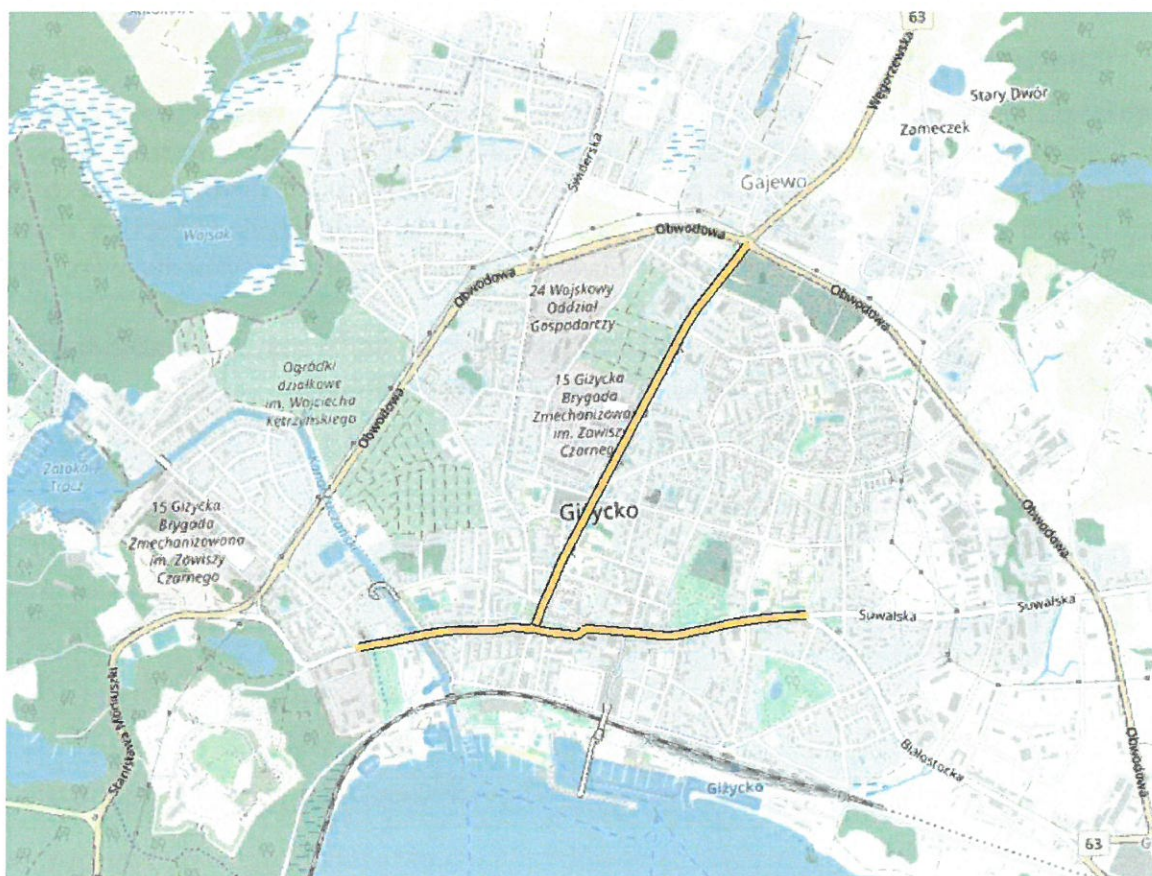 63
Węgorzewska
Stary Dwór
Zameczek
Gajewo
Świderska
Wojsak
Obwodowa
Obwodowa
Obwodowa
24 Wojskowy
Oddział
Gospodarczy
Ogródki
działkowe
im. Wojciecha
Kętrzyńskiego
15 Giżycka
Brygada
Zmechanizowana
im. Zawiszy
Czarnego
Obwodowa
Zatoka
Tracz
15 Giżycka
Brygada
Zmechanizowana
im. Zawiszy
Czarnego
Giżycko
Obwodowa
Suwalska
Suwalska
Stanisława Moniuszki
Białostocka
Obwodowa
Giżycko
63